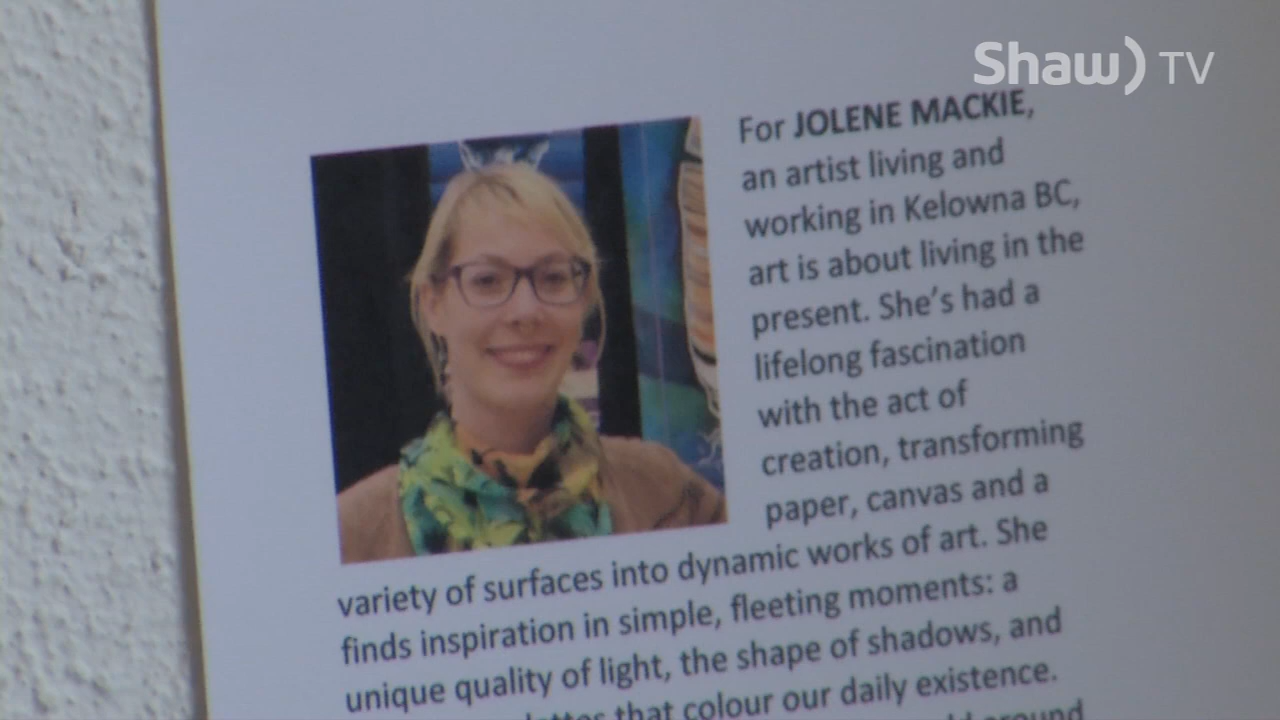 Shaw) TV
For JOLENE MACKIE,
an artist living and
working in Kelowna BC,
art is about living in the
present. She's had a
lifelong fascination
with the act of
creation, transforming
paper, canvas and a
variety of surfaces into dynamic works of art. She
finds inspiration in simple, fleeting moments: a
unique quality of light, the shape of shadows, and
that colour our daily existence.
around